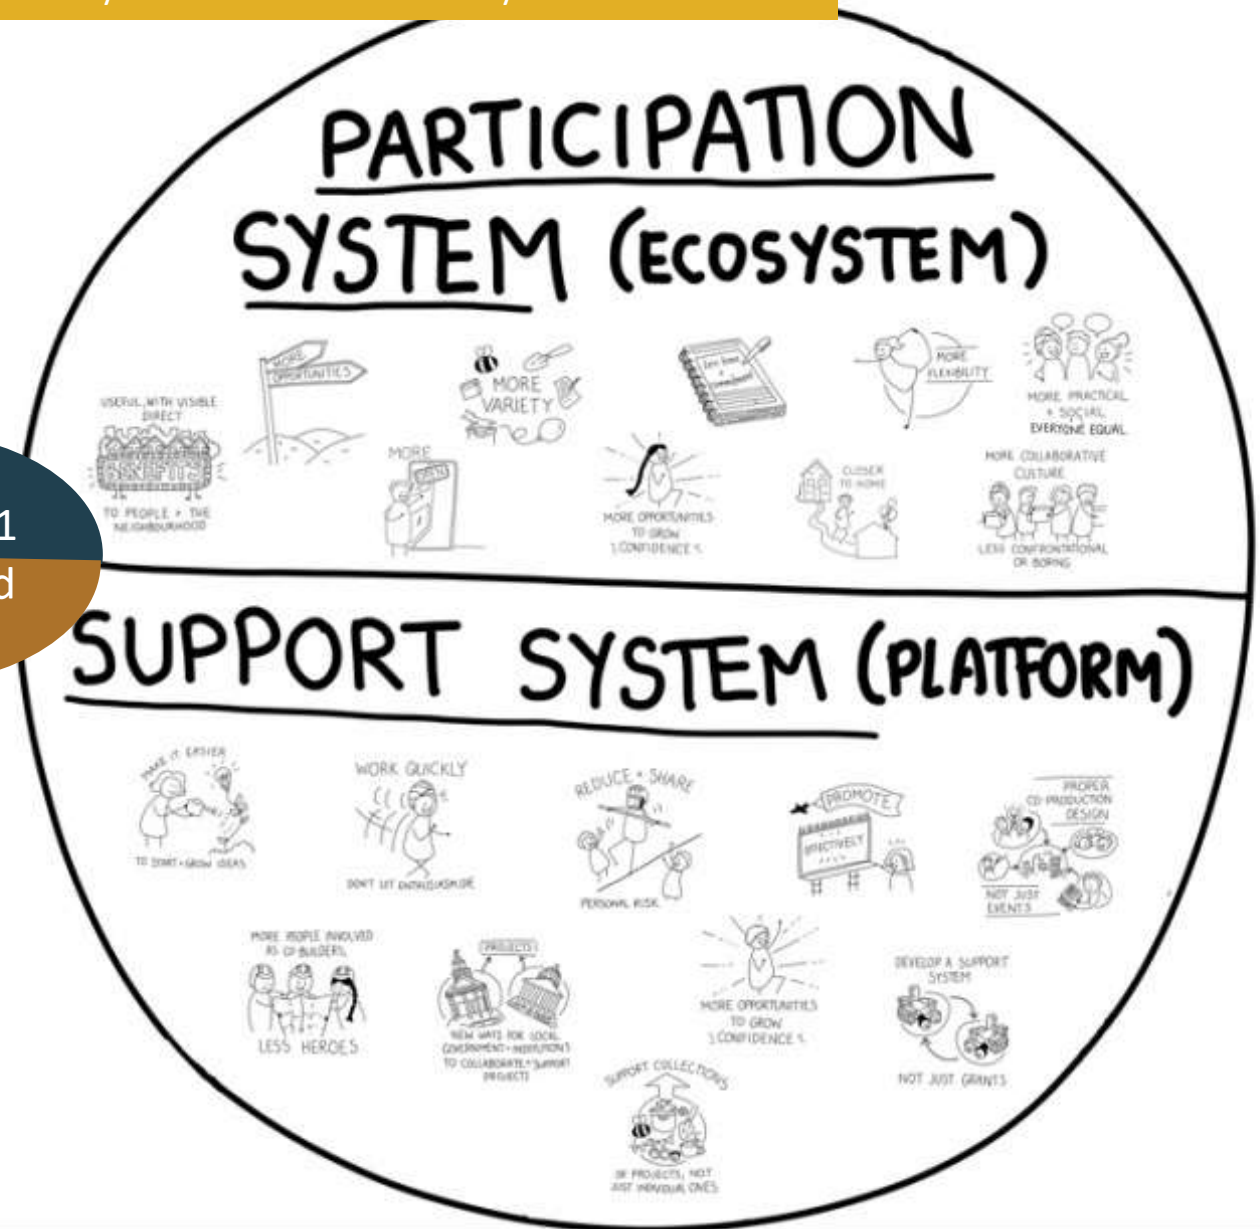 PARTICIPATION
SYSTEM (ECOSYSTEM)
MORE
OPPORTUNITIES
MORE
VARIETY
MORE
FLEXIBILITY
MORE PRACTICAL
+ SOCIAL
EVERYONE EQUAL
USEFUL, WITH VISIBLE
DIRECT
BENEFITS
TO PEOPLE + THE
NEIGHBOURHOOD
MORE
MORE OPPORTUNITIES
TO GROW
CONFIDENCE
CLOSER
TO HOME
MORE COLLABORATIVE
CULTURE
LESS CONFRONTATIONAL
OR BORING
1
d
SUPPORT SYSTEM (PLATFORM)
MAKE IT EASIER
TO START + GROW IDEAS
WORK QUICKLY
DON'T LET ENTHUSIASM DIE
REDUCE + SHARE
PERSONAL RISK
PROMOTE
EFFECTIVELY
PROPER
CO-PRODUCTION
DESIGN
NOT JUST
EVENTS
MORE PEOPLE INVOLVED
AS CO-BUILDERS,
LESS HEROES
PROJECTS
NEW WAYS FOR LOCAL
GOVERNMENT + INSTITUTIONS
TO COLLABORATE + SUPPORT
PROJECTS
MORE OPPORTUNITIES
TO GROW
CONFIDENCE
DEVELOP A SUPPORT
SYSTEM
NOT JUST GRANTS
SUPPORT COLLECTIONS
OF PROJECTS, NOT
JUST INDIVIDUAL ONES